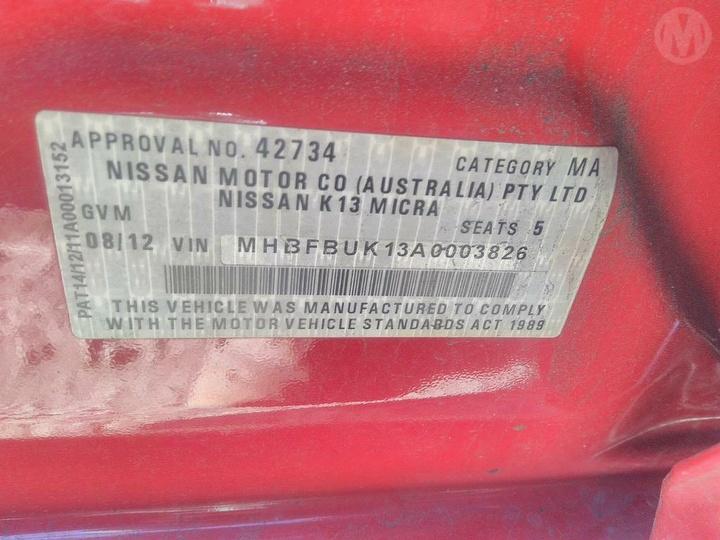 APPROVAL NO. 42734 CATEGORY MA
NISSAN MOTOR CO (AUSTRALIA) PTY LTD
NISSAN K13 MICRA
GVM SEATS 5
08/12 VIN MHBFBUK13A0003826
THIS VEHICLE WAS MANUFACTURED TO COMPLY
WITH THE MOTOR VEHICLE STANDARDS ACT 1989
PAT14/12/11A00013152
M